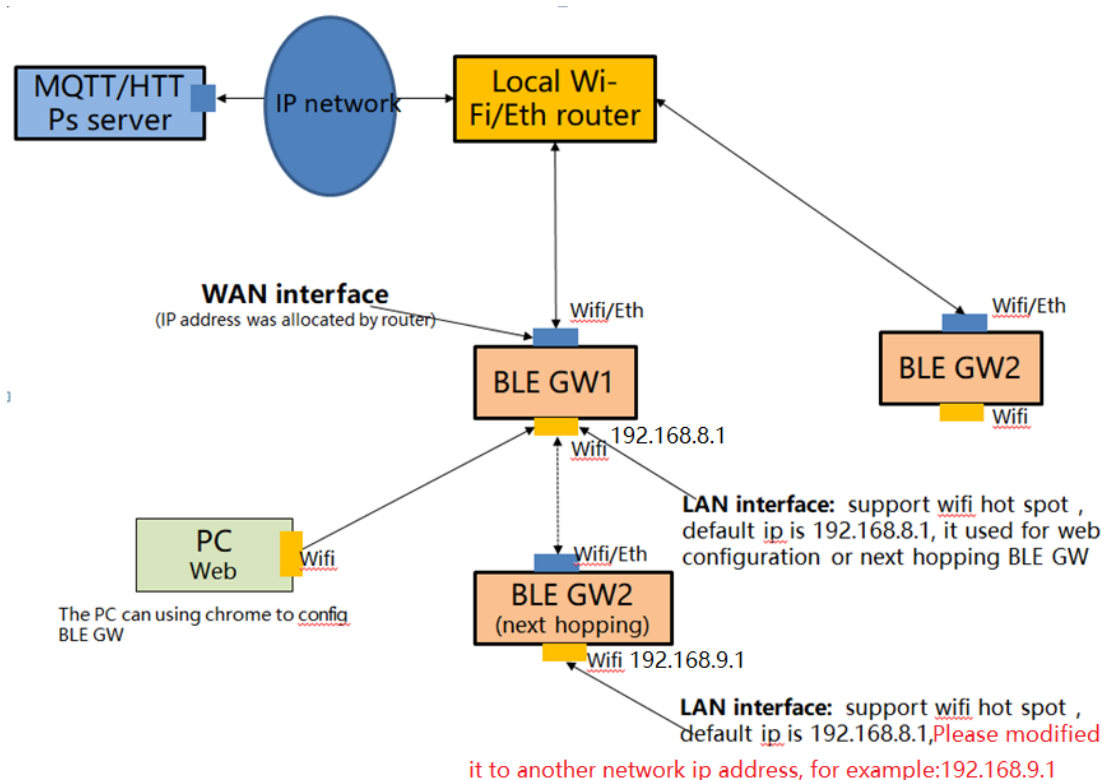 MQTT/HTT
Ps server
IP network
Local Wi-
Fi/Eth router
WAN interface
(IP address was allocated by router)
Wifi/Eth
BLE GW1
Wifi
192.168.8.1
Wifi/Eth
BLE GW2
Wifi
LAN interface: support wifi hot spot ,
default ip is 192.168.8.1, it used for web
configuration or next hopping BLE GW
PC
Web
Wifi
The PC can using chrome to config
BLE GW
Wifi/Eth
BLE GW2
(next hopping)
Wifi 192.168.9.1
LAN interface: support wifi hot spot ,
default ip is 192.168.8.1,Please modified
it to another network ip address, for example:192.168.9.1